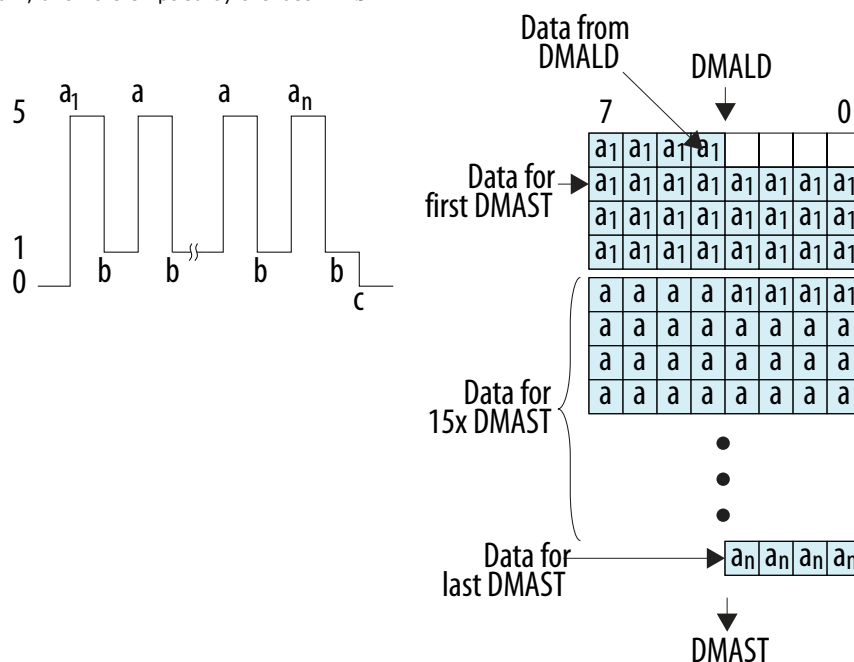 Data from
DMALD
DMALD
a1 a a an
5
1
0
b b b b
c
7 0
a1 a1 a1 a1
Data for
first DMAST
a1 a1 a1 a1 a1 a1 a1 a1
a1 a1 a1 a1 a1 a1 a1 a1
a1 a1 a1 a1 a1 a1 a1 a1
a a a a a1 a1 a1 a1
a a a a a a a a
a a a a a a a a
a a a a a a a a
Data for
15x DMAST
Data for
last DMAST
an an an an
DMAST